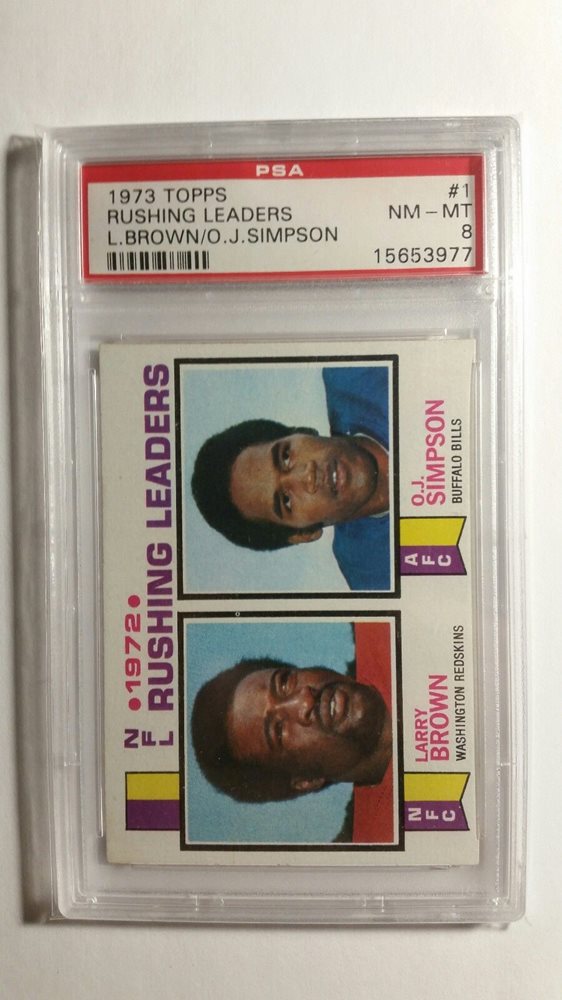 PSA
1973 TOPPS #1
RUSHING LEADERS NM - MT
L.BROWN/O.J.SIMPSON 8
15653977
●1972●
NFL RUSHING LEADERS
NFC
LARRY
BROWN
WASHINGTON REDSKINS
AFC
O.J.
SIMPSON
BUFFALO BILLS